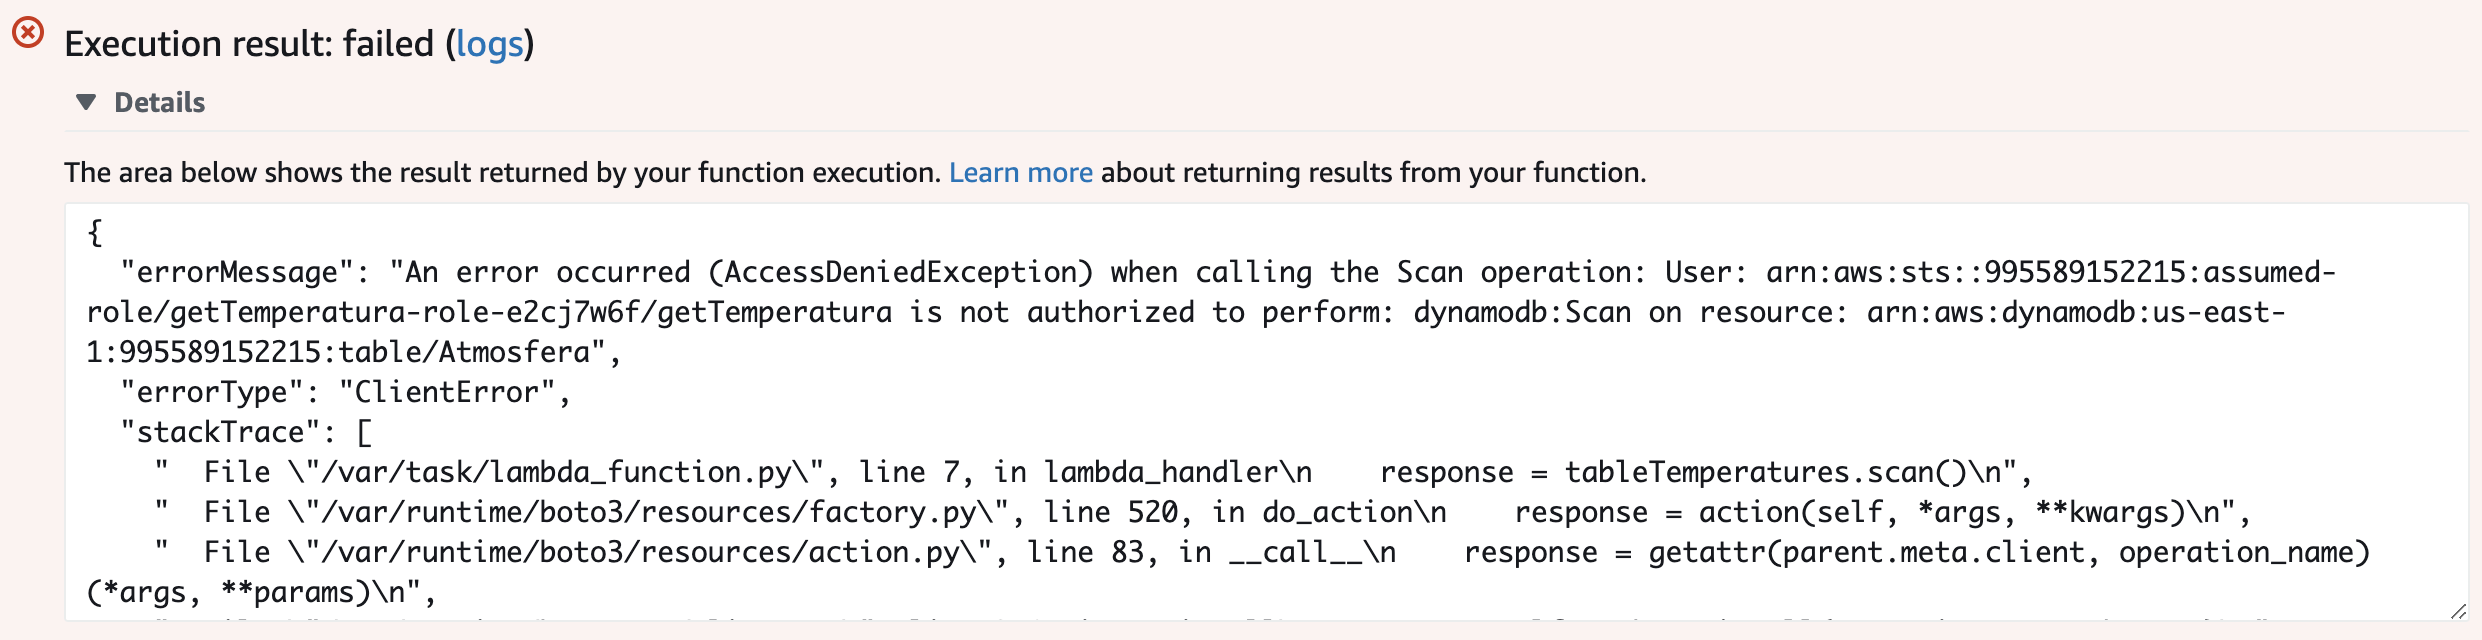 Execution result: failed (logs)
Details
The area below shows the result returned by your function execution. Learn more about returning results from your function.
{
  "errorMessage": "An error occurred (AccessDeniedException) when calling the Scan operation: User: arn:aws:sts::995589152215:assumed-
role/getTemperatura-role-e2cj7w6f/getTemperatura is not authorized to perform: dynamodb:Scan on resource: arn:aws:dynamodb:us-east-
1:995589152215:table/Atmosfera",
  "errorType": "ClientError",
  "stackTrace": [
    "  File \"/var/task/lambda_function.py\", line 7, in lambda_handler\n    response = tableTemperatures.scan()\n",
    "  File \"/var/runtime/boto3/resources/factory.py\", line 520, in do_action\n    response = action(self, *args, **kwargs)\n",
    "  File \"/var/runtime/boto3/resources/action.py\", line 83, in __call__\n    response = getattr(parent.meta.client, operation_name)
(*args, **params)\n",